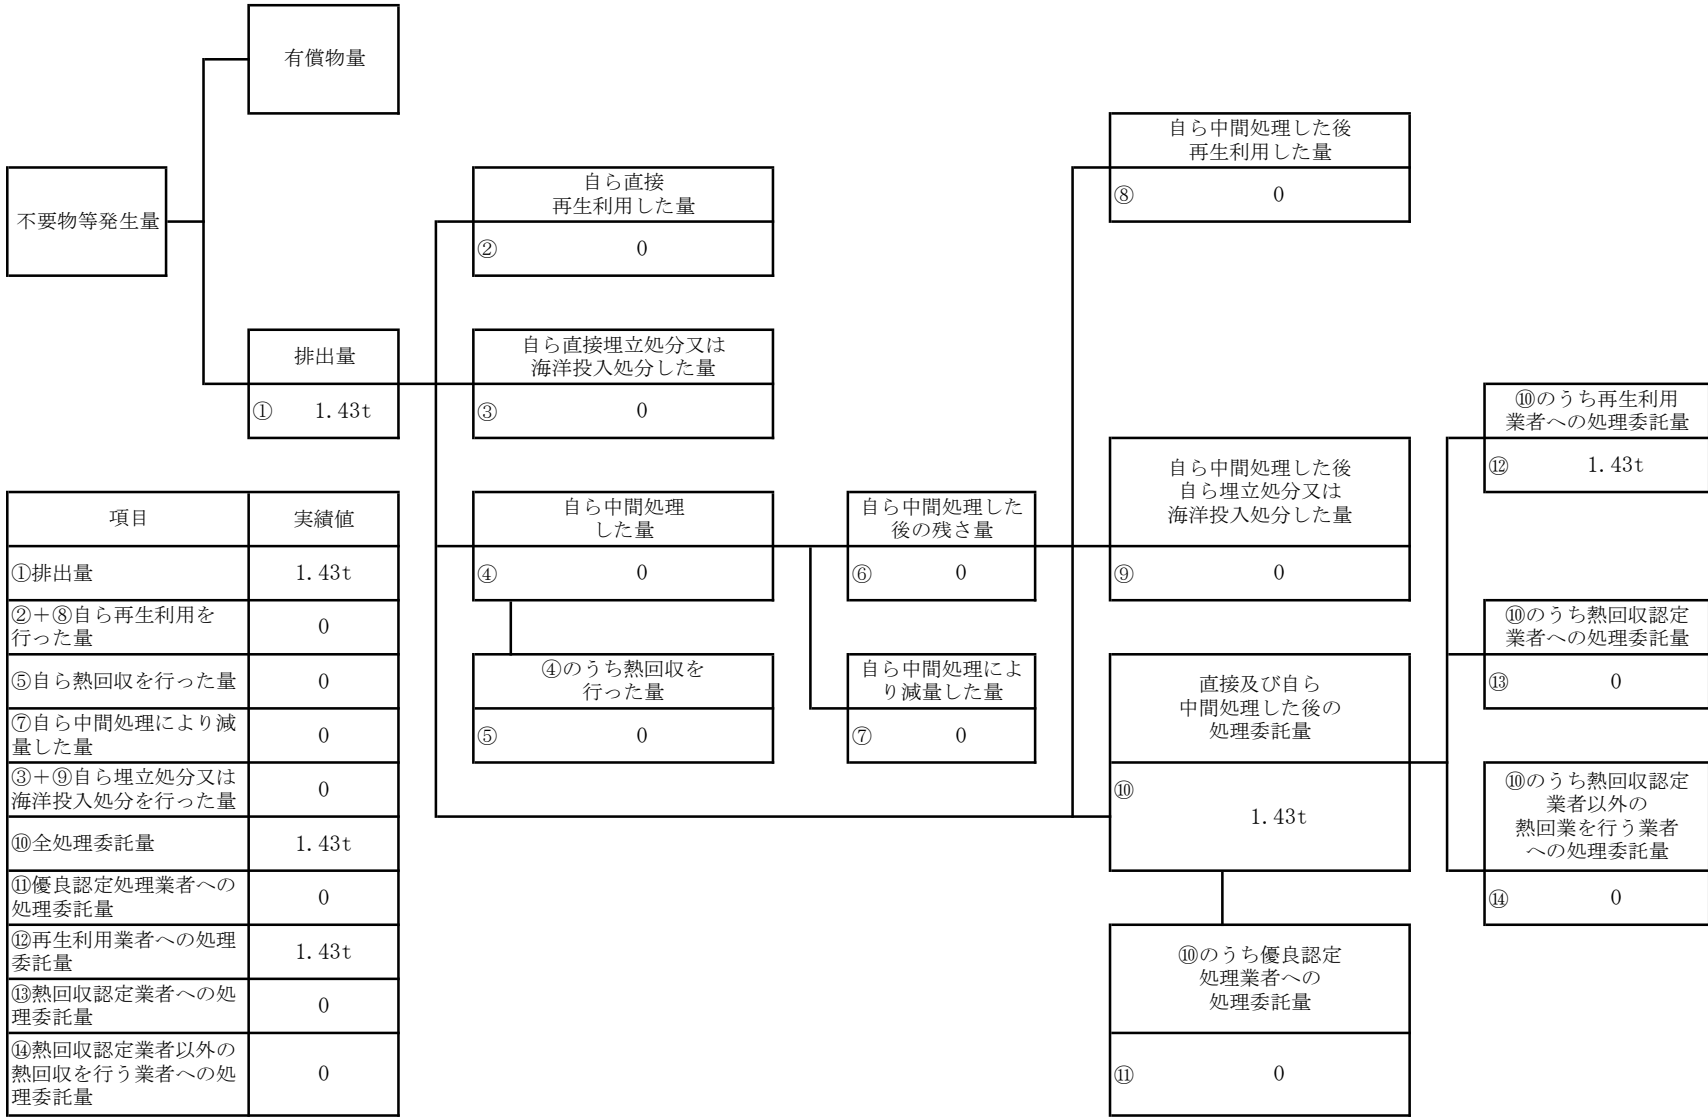 有償物量
不要物等発生量
排出量
① 1.43t
自ら直接
再生利用した量
② 0
自ら直接埋立処分又は
海洋投入処分した量
③ 0
自ら中間処理
した量
④ 0
④のうち熱回収を
行った量
⑤ 0
自ら中間処理した
後の残さ量
⑥ 0
自ら中間処理によ
り減量した量
⑦ 0
自ら中間処理した後
再生利用した量
⑧ 0
自ら中間処理した後
自ら埋立処分又は
海洋投入処分した量
⑨ 0
直接及び自ら
中間処理した後の
処理委託量
⑩
1.43t
⑩のうち優良認定
処理業者への
処理委託量
⑪ 0
⑩のうち再生利用
業者への処理委託量
⑫ 1.43t
⑩のうち熱回収認定
業者への処理委託量
⑬ 0
⑩のうち熱回収認定
業者以外の
熱回業を行う業者
への処理委託量
⑭ 0
項目 実績値
①排出量 1.43t
②＋⑧自ら再生利用を
行った量 0
⑤自ら熱回収を行った量 0
⑦自ら中間処理により減
量した量 0
③＋⑨自ら埋立処分又は
海洋投入処分を行った量 0
⑩全処理委託量 1.43t
⑪優良認定処理業者への
処理委託量 0
⑫再生利用業者への処理
委託量 1.43t
⑬熱回収認定業者への処
理委託量 0
⑭熱回収認定業者以外の
熱回収を行う業者への処
理委託量 0